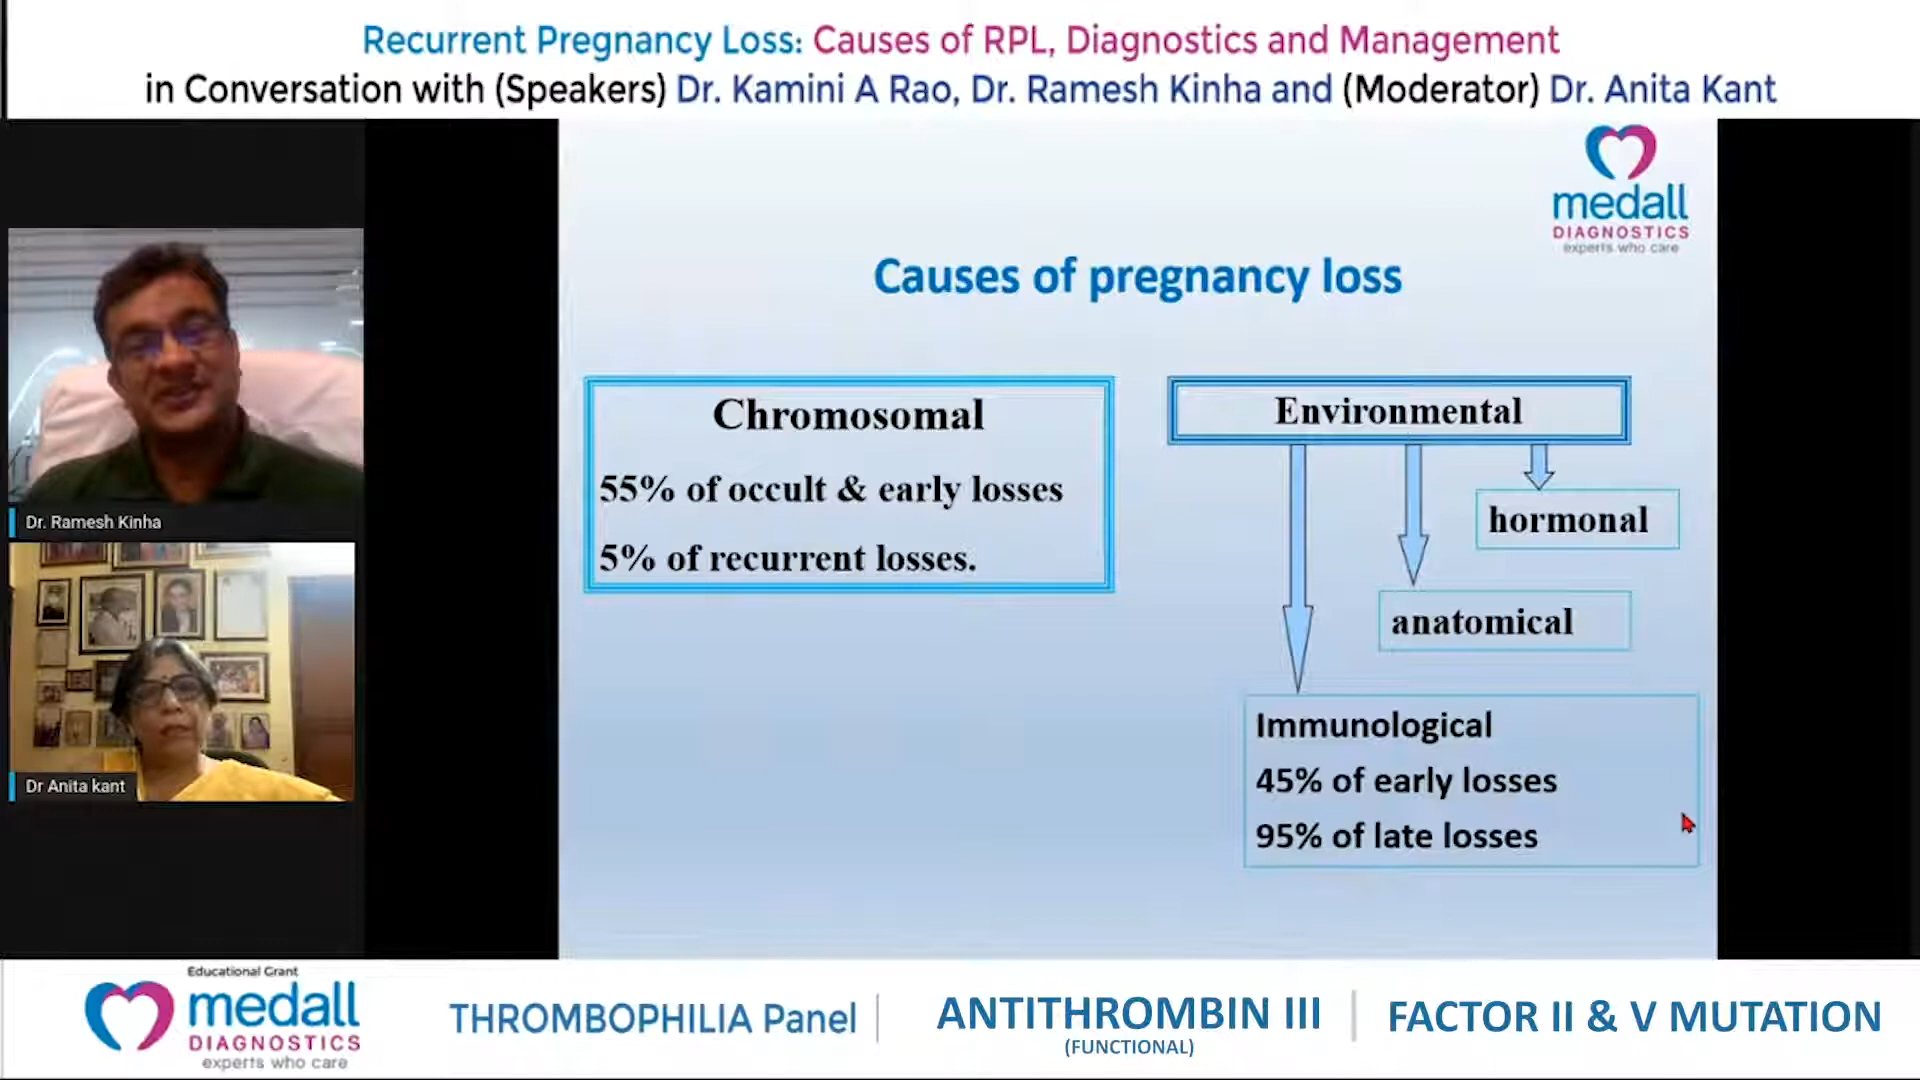 Recurrent Pregnancy Loss: Causes of RPL, Diagnostics and Management
in Conversation with (Speakers) Dr. Kamini A Rao, Dr. Ramesh Kinha and (Moderator) Dr. Anita Kant
medall
DIAGNOSTICS
experts who care
Causes of pregnancy loss
Chromosomal
55% of occult & early losses
5% of recurrent losses.
Environmental
hormonal
anatomical
Immunological
45% of early losses
95% of late losses
Dr. Ramesh Kinha
Dr Anita kant
Educational Grant
medall
DIAGNOSTICS
experts who care
THROMBOPHILIA Panel
ANTITHROMBIN III
(FUNCTIONAL)
FACTOR II & V MUTATION